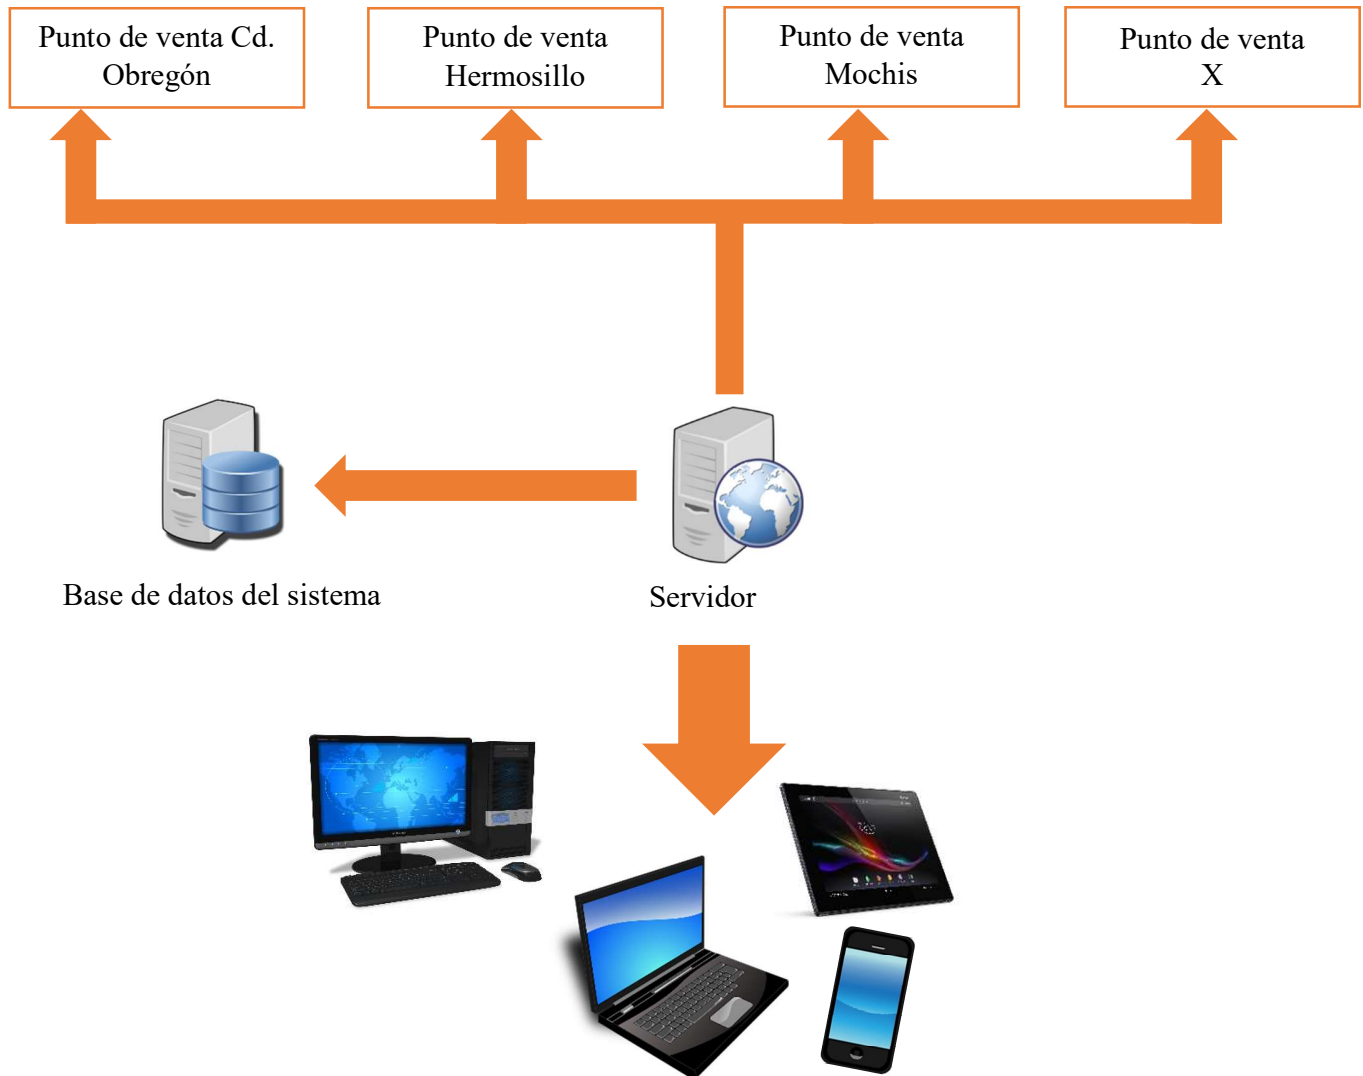 Punto de venta Cd.
Obregón
Punto de venta
Hermosillo
Punto de venta
Mochis
Punto de venta
X
Base de datos del sistema
Servidor